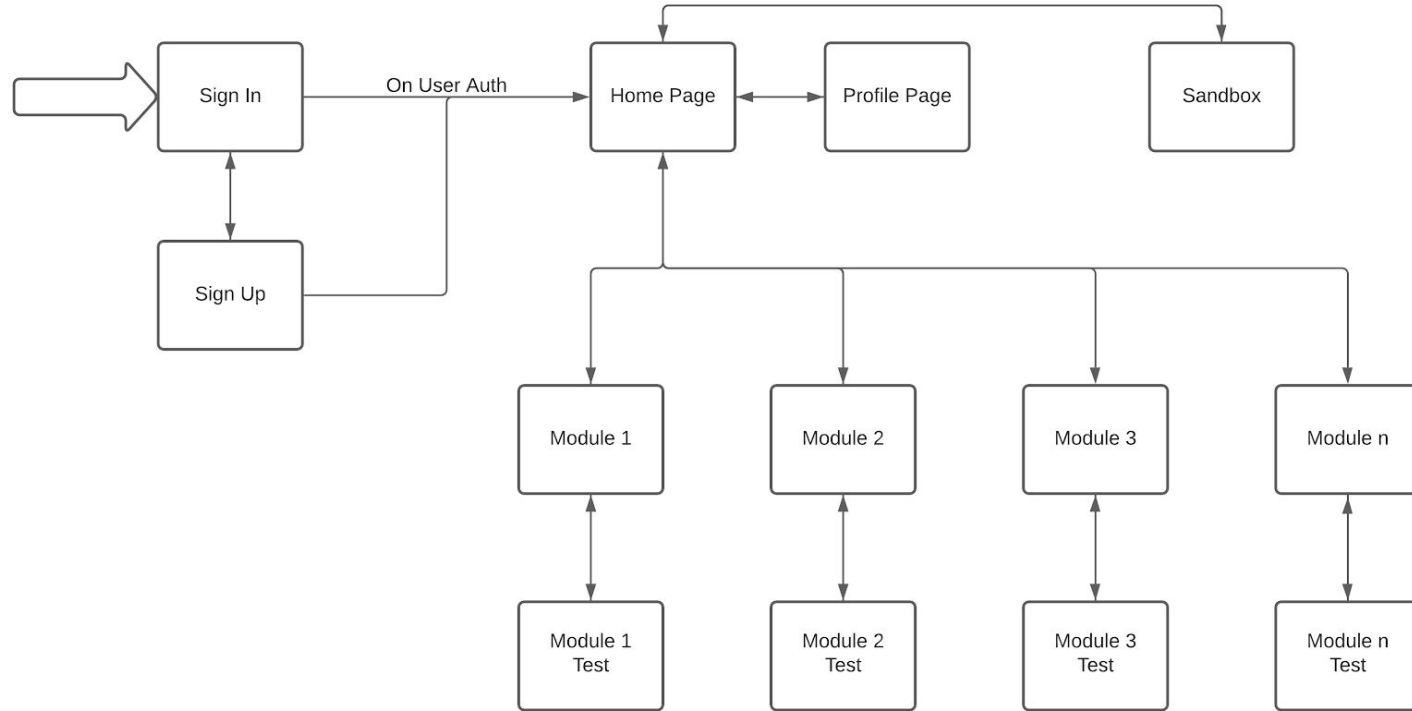 Sign In
On User Auth
Home Page
Profile Page
Sandbox
Sign Up
Module 1
Module 2
Module 3
Module n
Module 1
Test
Module 2
Test
Module 3
Test
Module n
Test